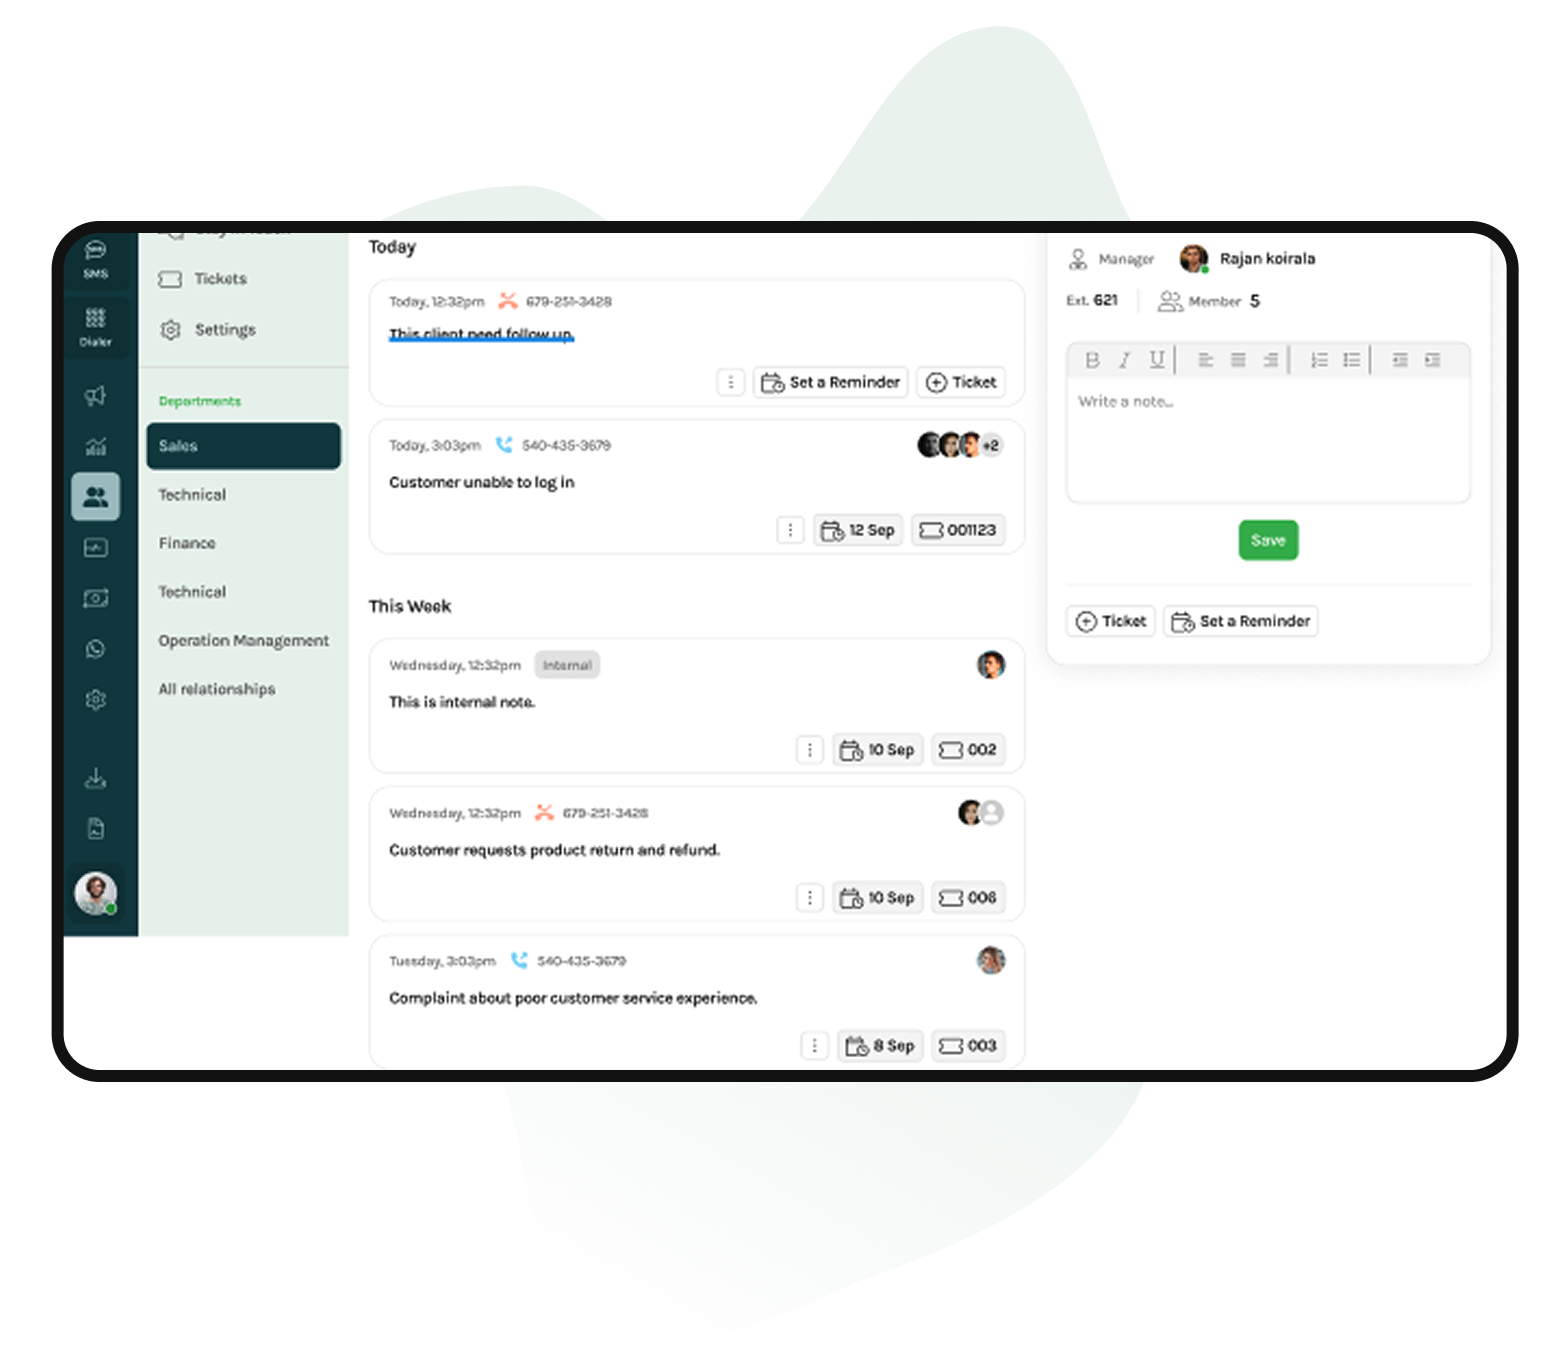 SMS
Dialer
Tickets
Settings
Departments
Sales
Technical
Finance
Technical
Operation Management
All relationships
Today
Today, 12:32pm 679-251-3428
This client need follow up.
Set a Reminder
Ticket
Today, 3:03pm 540-435-3679
+2
Customer unable to log in
12 Sep
001123
This Week
Wednesday, 12:32pm Internal
This is internal note.
10 Sep
002
Wednesday, 12:32pm 679-251-3428
Customer requests product return and refund.
10 Sep
006
Tuesday, 3:03pm 540-435-3679
Complaint about poor customer service experience.
8 Sep
003
Manager Rajan koirala
Ext. 621 Member 5
B I U
Write a note...
Save
Ticket
Set a Reminder